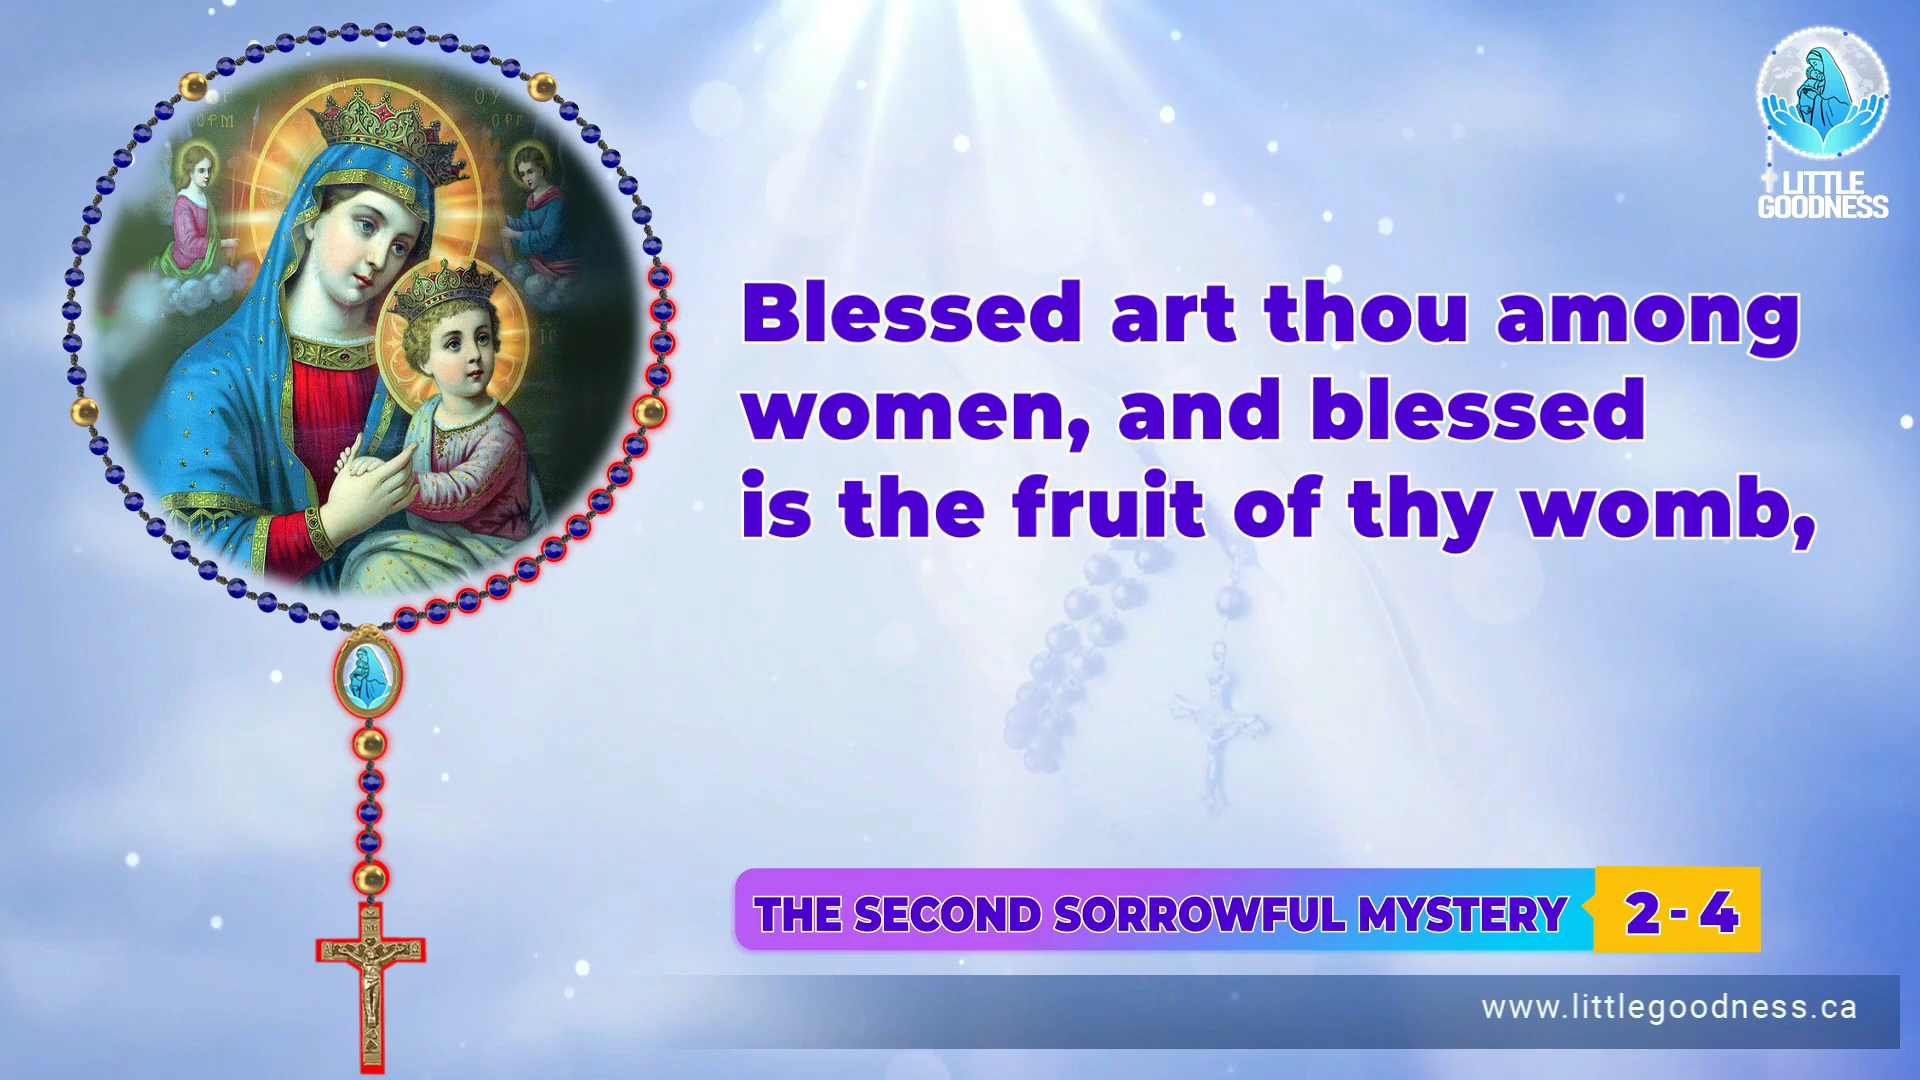 LITTLE
GOODNESS
Blessed art thou among
women, and blessed
is the fruit of thy womb,
THE SECOND SORROWFUL MYSTERY 2 - 4
www.littlegoodness.ca